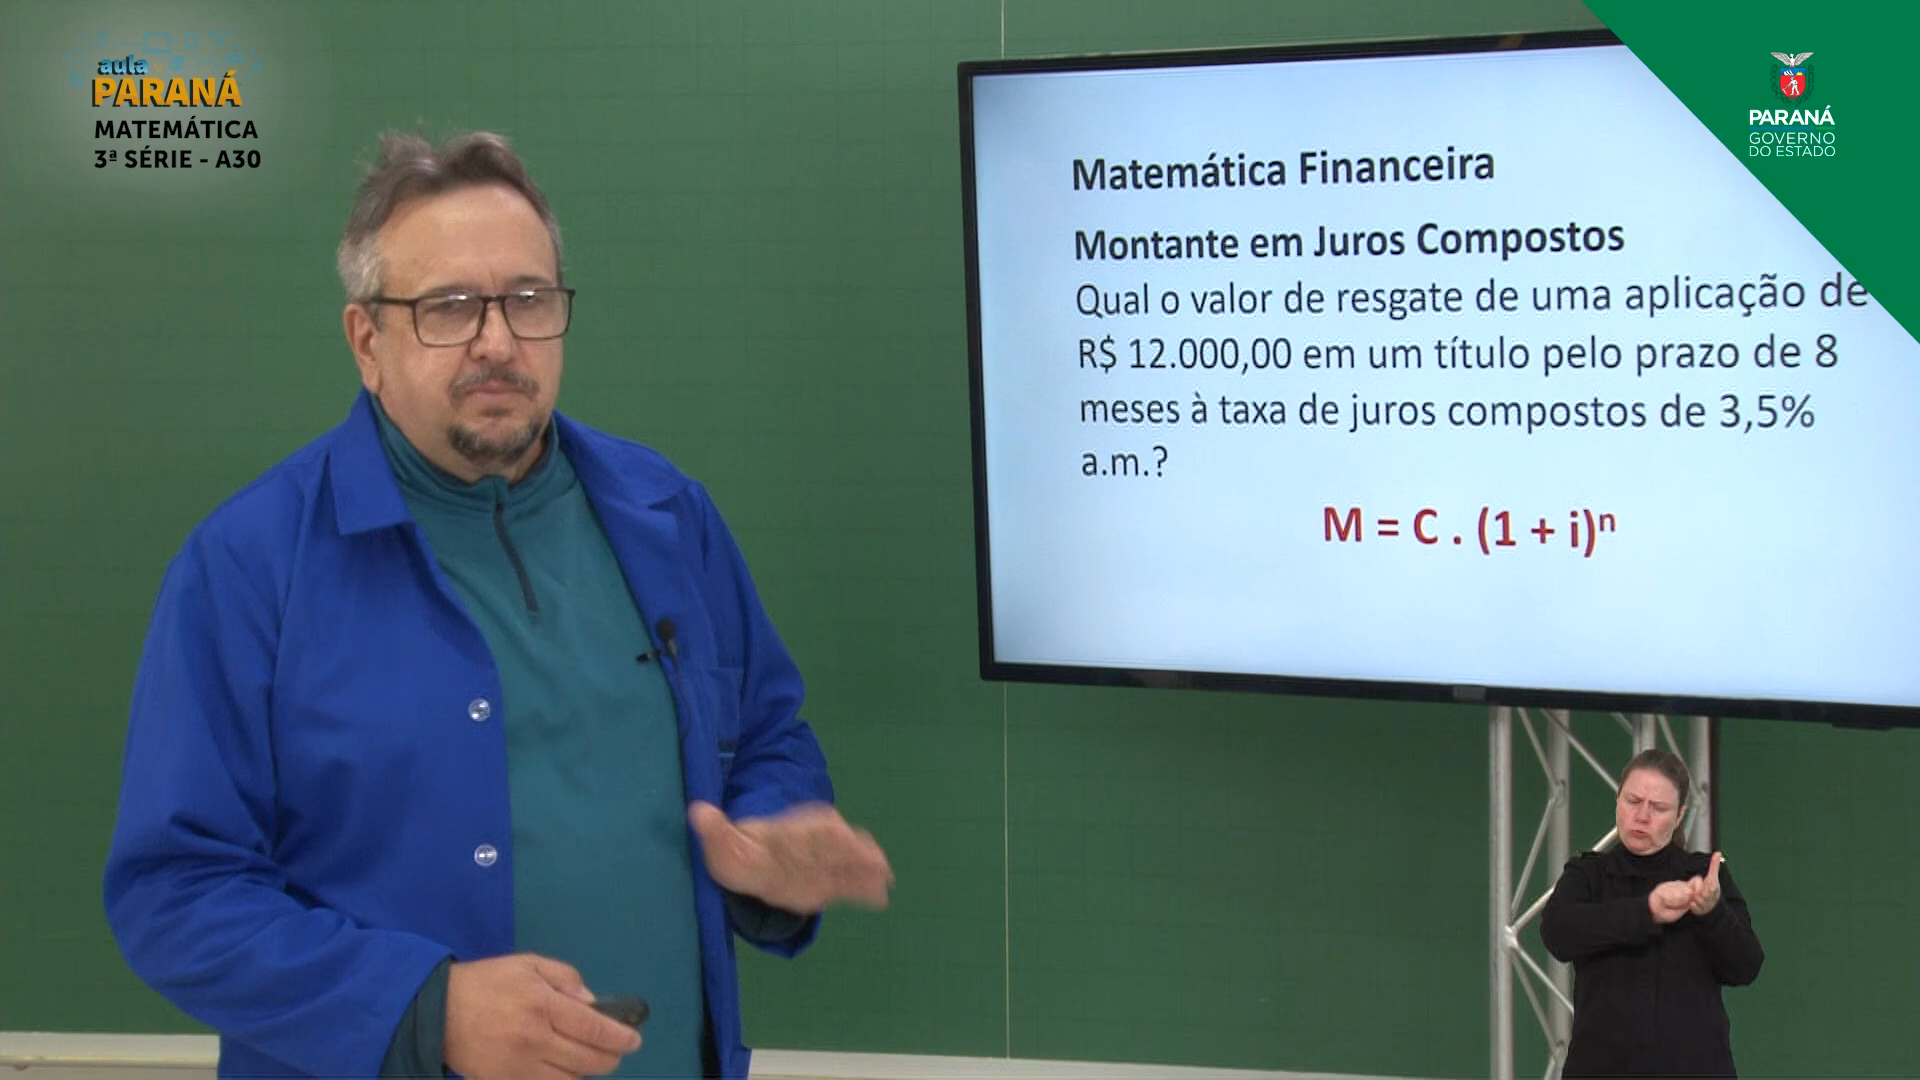 aula
PARANÁ
MATEMÁTICA
3ª SÉRIE - A30
PARANÁ
GOVERNO
DO ESTADO
Matemática Financeira
Montante em Juros Compostos
Qual o valor de resgate de uma aplicação de
R$ 12.000,00 em um título pelo prazo de 8
meses à taxa de juros compostos de 3,5%
a.m.?
M = C . (1 + i)ⁿ